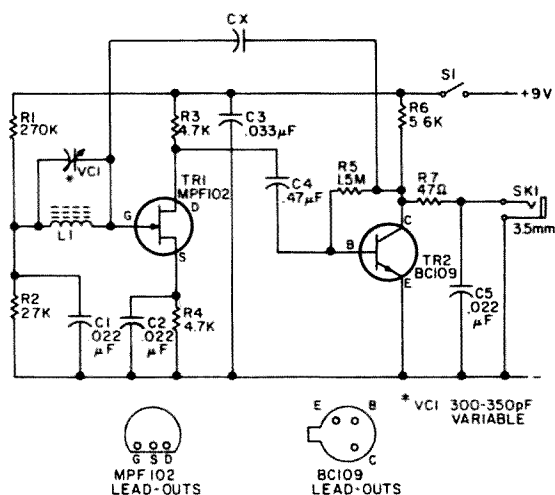 CX
S1
+9V
R1
270K
R3
4.7K
C3
.033µF
R6
5 6K
* VC1
TR1
MPF102
D
G
S
L1
C4
.47µF
R5
1.5M
R7
47Ω
SK1
3.5mm
C
B
E
TR2
BC109
R2
27K
C1
.022
µF
C2
.022
µF
R4
4.7K
C5
.022
µF
* VC1 300-350pF
VARIABLE
G S D
MPF102
LEAD-OUTS
E B
C
BC109
LEAD-OUTS